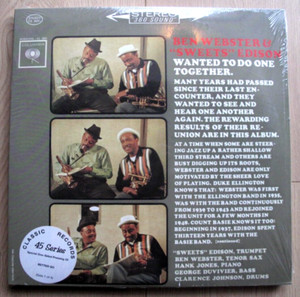 STEREO
360 SOUND
BEN WEBSTER &
"SWEETS" EDISON
WANTED TO DO ONE
TOGETHER.
MANY YEARS HAD PASSED
SINCE THEIR LAST EN-
COUNTER, AND THEY
WANTED TO SEE AND
HEAR ONE ANOTHER
AGAIN. THE REWARDING
RESULTS OF THEIR RE-
UNION ARE IN THIS ALBUM.
AT A TIME WHEN SOME ARE STEER-
ING JAZZ UP A RATHER SHALLOW
THIRD STREAM AND OTHERS ARE
BUSY DIGGING UP ITS ROOTS,
WEBSTER AND EDISON ARE ONLY
MOTIVATED BY THE SHEER LOVE
OF PLAYING. DUKE ELLINGTON
KNOWS THAT: WEBSTER WAS FIRST
WITH THE ELLINGTON BAND IN
WAS WITH THE BAND CONTINUOUSLY
FROM 1939 TO 1943 AND REJOINED
THE UNIT FOR A FEW MONTHS IN
1948. COUNT BASIE KNOWS IT TOO:
BEGINNING IN 1937, EDISON SPENT
THIRTEEN YEARS WITH THE
BASIE BAND. (continued)
"SWEETS" EDISON, TRUMPET
BEN WEBSTER, TENOR SAX
HANK JONES, PIANO
GEORGE DUVIVIER, BASS
CLARENCE JOHNSON, DRUMS
CLASSIC RECORDS
45 Series